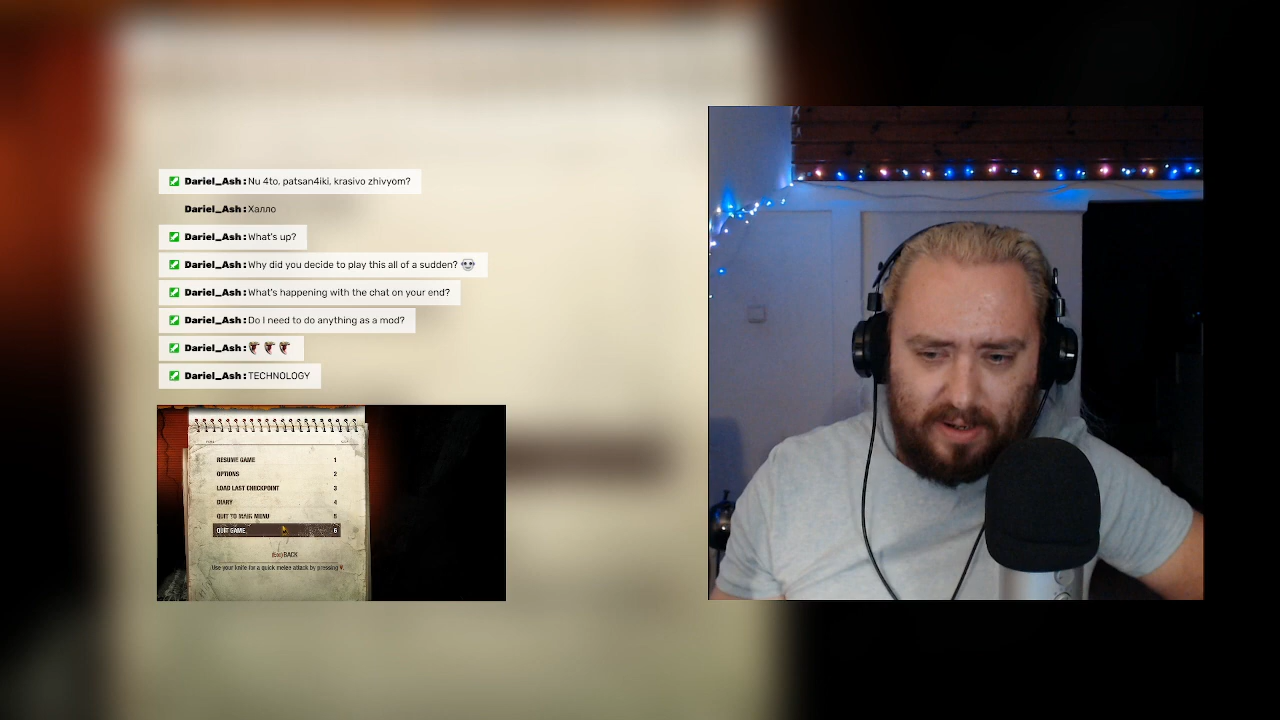 Dariel_Ash : Nu 4to, patsan4iki, krasivo zhivyom?
Dariel_Ash : Халло
Dariel_Ash : What's up?
Dariel_Ash : Why did you decide to play this all of a sudden?
Dariel_Ash : What's happening with the chat on your end?
Dariel_Ash : Do I need to do anything as a mod?
Dariel_Ash :
Dariel_Ash : TECHNOLOGY
RESUME GAME 1
OPTIONS 2
LOAD LAST CHECKPOINT 3
DIARY 4
QUIT TO MAIN MENU 5
QUIT GAME 6
(Esc) BACK
Use your knife for a quick melee attack by pressing V.